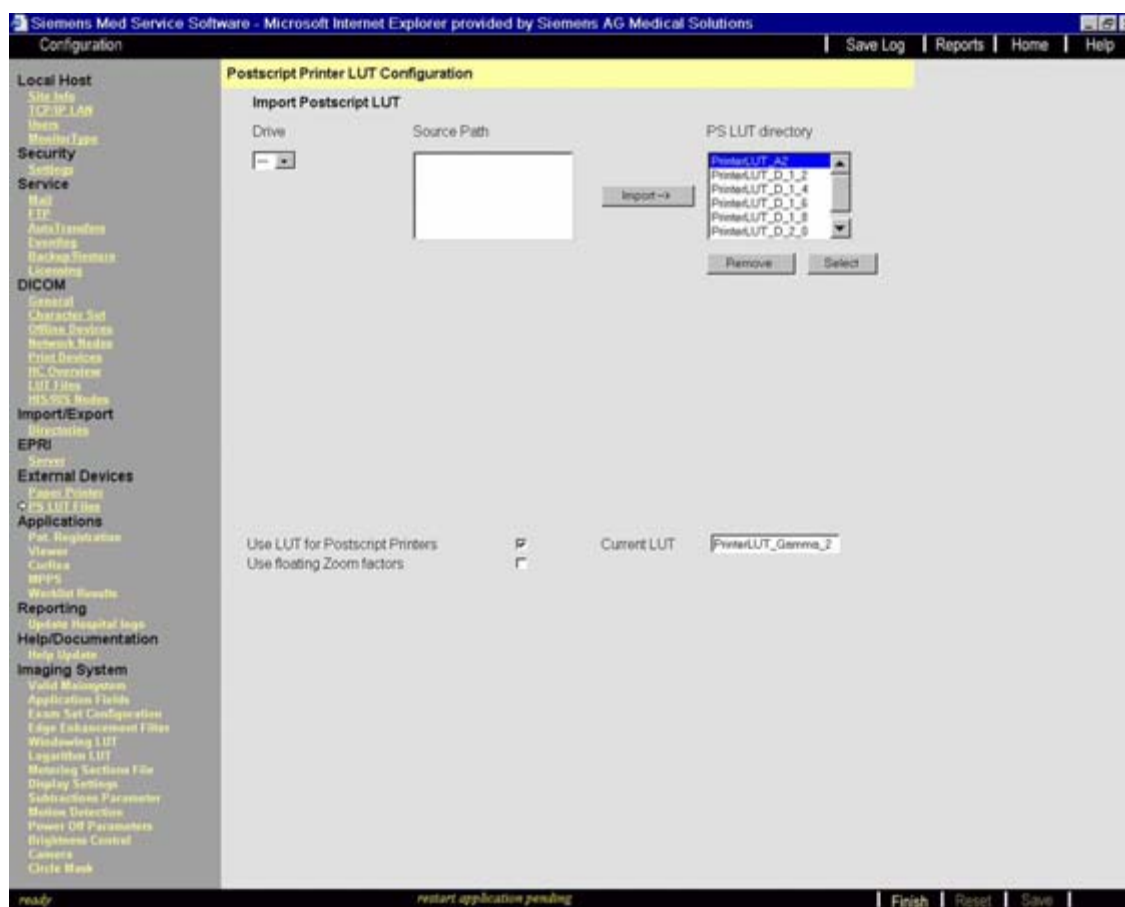 Siemens Med Service Software - Microsoft Internet Explorer provided by Siemens AG Medical Solutions
Configuration
Save Log
Reports
Home
Help
Local Host
Site Info
TCP/IP LAN
Users
MonitorType
Security
Settings
Service
Mail
FTP
AutoTransfers
Eventlog
Backup/Restore
Licensing
DICOM
General
Character Set
Offline Devices
Network Nodes
Print Devices
HC Overview
LUT Files
HIS/RIS Nodes
Import/Export
Directories
EPRI
Server
External Devices
Paper Printer
PS LUT Files
Applications
Pat. Registration
Viewer
MPPS
Worklist Results
Reporting
Update Hospital logo
Help/Documentation
Help Update
Imaging System
Valid Mainsystem
Application Fields
Exam Set Configuration
Edge Enhancement Filter
Windowing LUT
Logarithm LUT
Metering Sections File
Display Settings
Subtractions Parameter
Motion Detection
Power Off Parameters
Brightness Control
Camera
Circle Mask
Postscript Printer LUT Configuration
Import Postscript LUT
Drive
Source Path
PS LUT directory
---
Import-->
PrinterLUT_A2
PrinterLUT_D_1_2
PrinterLUT_D_1_4
PrinterLUT_D_1_6
PrinterLUT_D_1_8
PrinterLUT_D_2_0
Remove
Select
Use LUT for Postscript Printers
Current LUT
PrinterLUT_Gamma_2
Use floating Zoom factors
ready
restart application pending
Finish
Reset
Save